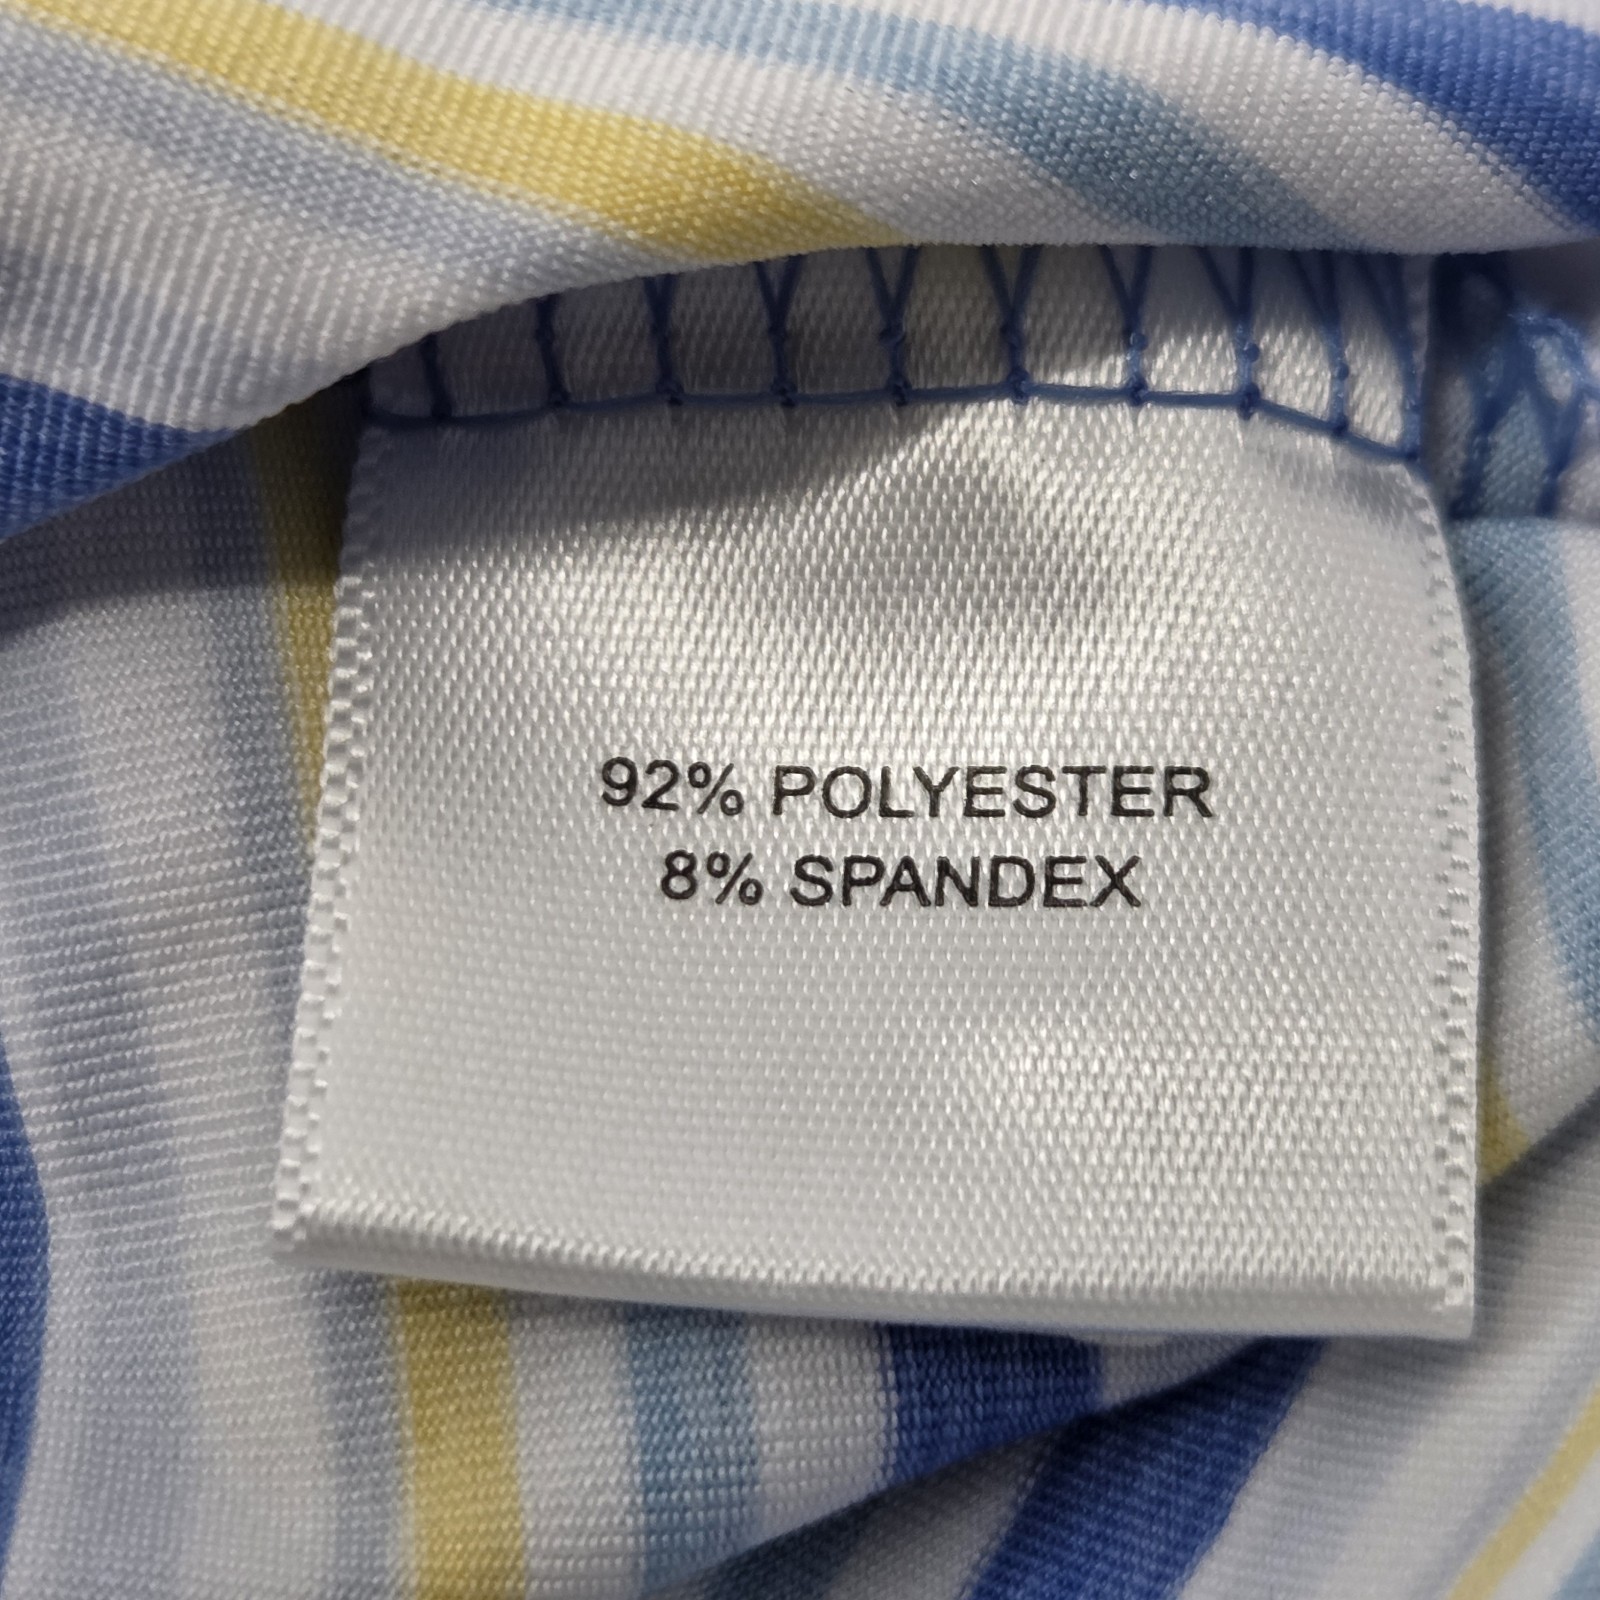 92% POLYESTER
8% SPANDEX